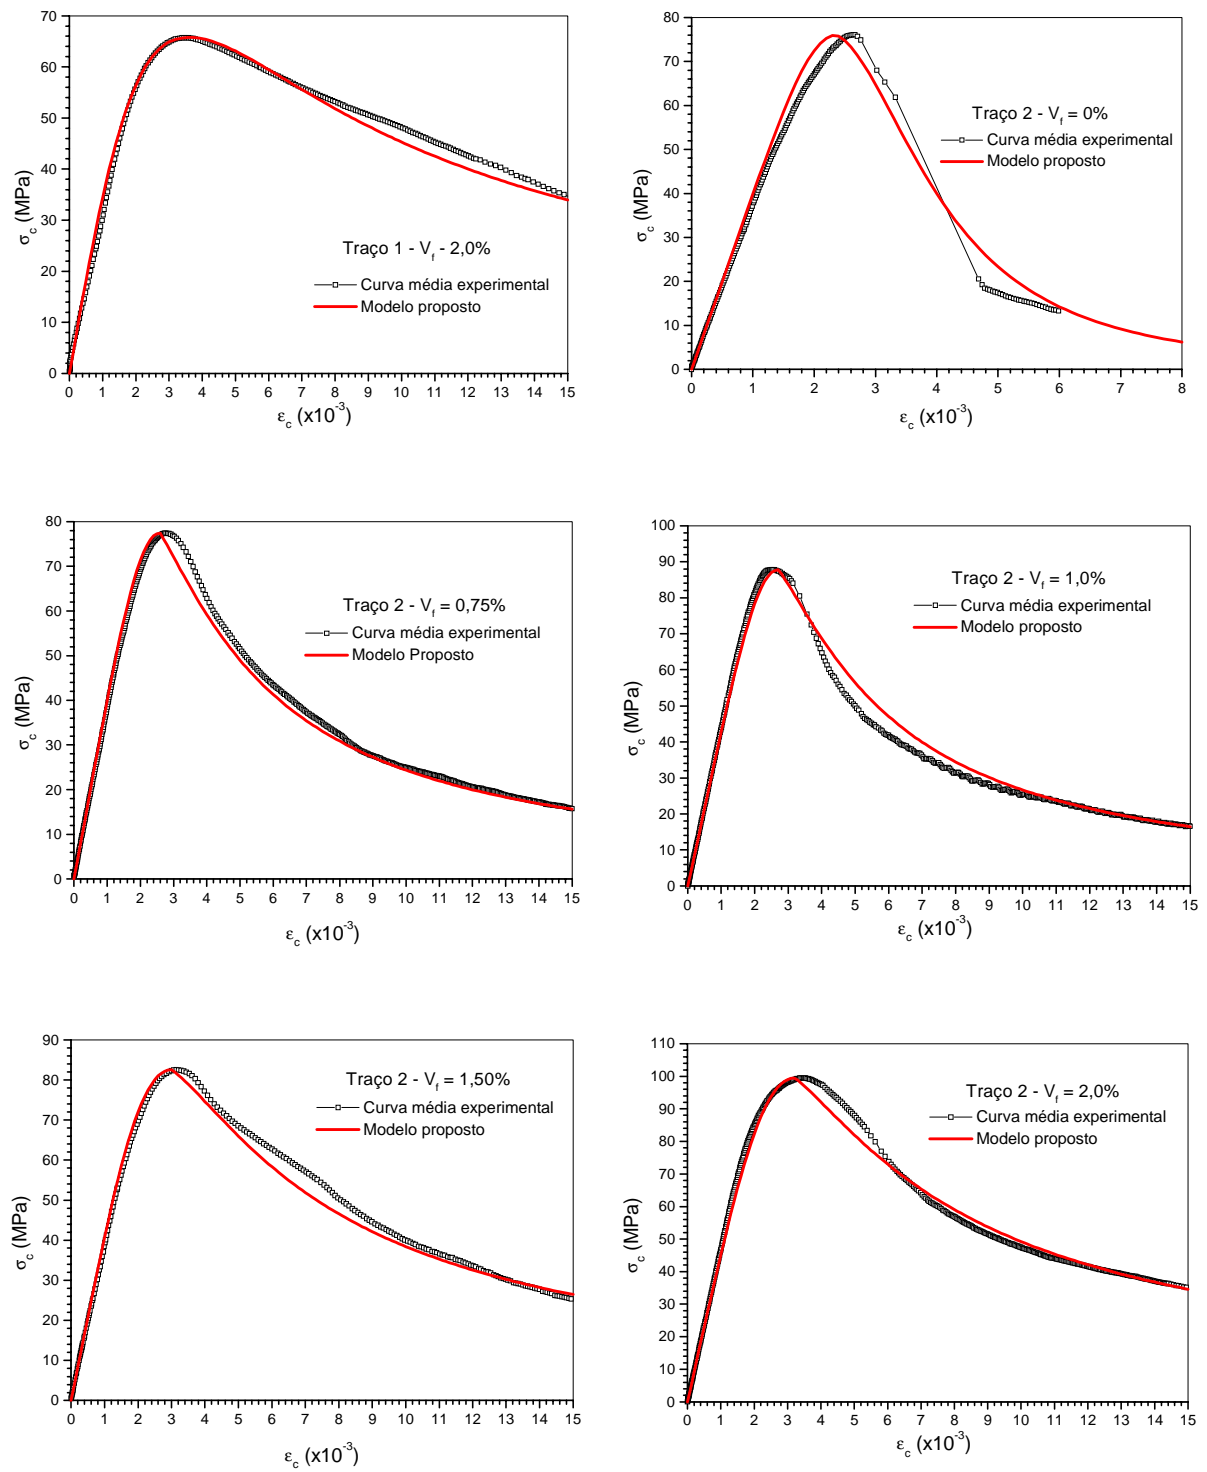 70
60
50
40
30
20
10
0
σc (MPa)
Traço 1 - Vf - 2,0%
Curva média experimental
Modelo proposto
0 1 2 3 4 5 6 7 8 9 10 11 12 13 14 15
εc (x10-3)
80
70
60
50
40
30
20
10
0
σc (MPa)
Traço 2 - Vf = 0%
Curva média experimental
Modelo proposto
0 1 2 3 4 5 6 7 8
εc (x10-3)
80
70
60
50
40
30
20
10
0
σc (MPa)
Traço 2 - Vf = 0,75%
Curva média experimental
Modelo Proposto
0 1 2 3 4 5 6 7 8 9 10 11 12 13 14 15
εc (x10-3)
100
90
80
70
60
50
40
30
20
10
0
σc (MPa)
Traço 2 - Vf = 1,0%
Curva média experimental
Modelo proposto
0 1 2 3 4 5 6 7 8 9 10 11 12 13 14 15
εc (x10-3)
90
80
70
60
50
40
30
20
10
0
σc (MPa)
Traço 2 - Vf = 1,50%
Curva média experimental
Modelo proposto
0 1 2 3 4 5 6 7 8 9 10 11 12 13 14 15
εc (x10-3)
110
100
90
80
70
60
50
40
30
20
10
0
σc (MPa)
Traço 2 - Vf = 2,0%
Curva média experimental
Modelo proposto
0 1 2 3 4 5 6 7 8 9 10 11 12 13 14 15
εc (x10-3)